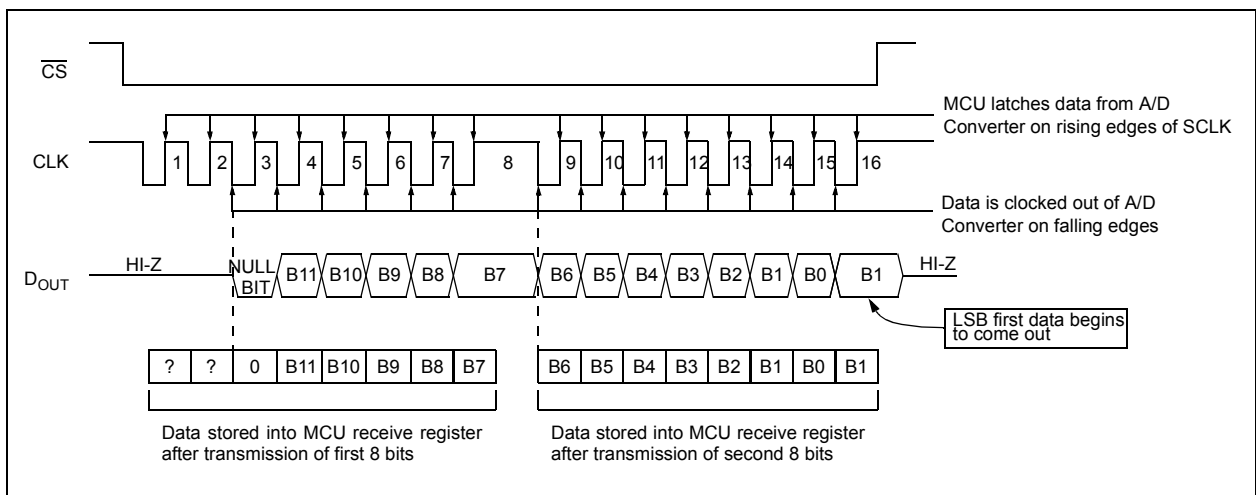 CS
MCU latches data from A/D
Converter on rising edges of SCLK
CLK
1 2 3 4 5 6 7 8 9 10 11 12 13 14 15 16
Data is clocked out of A/D
Converter on falling edges
HI-Z
DOUT
NULL
BIT
B11 B10 B9 B8 B7 B6 B5 B4 B3 B2 B1 B0 B1
HI-Z
LSB first data begins
to come out
? ? 0 B11 B10 B9 B8 B7
B6 B5 B4 B3 B2 B1 B0 B1
Data stored into MCU receive register
after transmission of first 8 bits
Data stored into MCU receive register
after transmission of second 8 bits